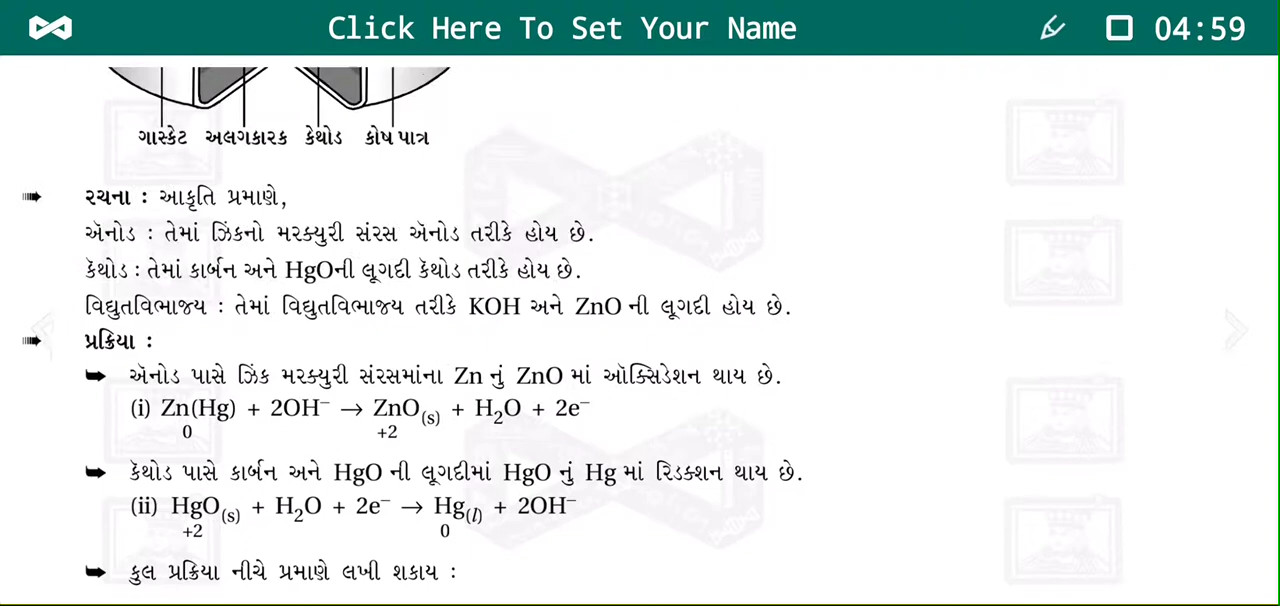 Click Here To Set Your Name
04:59
ગાસ્કેટ અલગકારક કેથોડ કોષ પાત્ર
રચના : આકૃતિ પ્રમાણે,
ઍનોડ : તેમાં ઝિંકનો મરક્યુરી સંરસ ઍનોડ તરીકે હોય છે.
કૅથોડ : તેમાં કાર્બન અને HgOની લૂગદી કૅથોડ તરીકે હોય છે.
વિદ્યુતવિભાજ્ય : તેમાં વિદ્યુતવિભાજ્ય તરીકે KOH અને ZnO ની લૂગદી હોય છે.
પ્રક્રિયા :
ઍનોડ પાસે ઝિંક મરક્યુરી સંરસમાંના Zn નું ZnO માં ઑક્સિડેશન થાય છે.
(i) Zn(Hg) + 2OH⁻ → ZnO₍ₛ₎ + H₂O + 2e⁻
0 +2
કૅથોડ પાસે કાર્બન અને HgO ની લૂગદીમાં HgO નું Hg માં રિડક્શન થાય છે.
(ii) HgO₍ₛ₎ + H₂O + 2e⁻ → Hg₍ₗ₎ + 2OH⁻
+2 0
કુલ પ્રક્રિયા નીચે પ્રમાણે લખી શકાય :